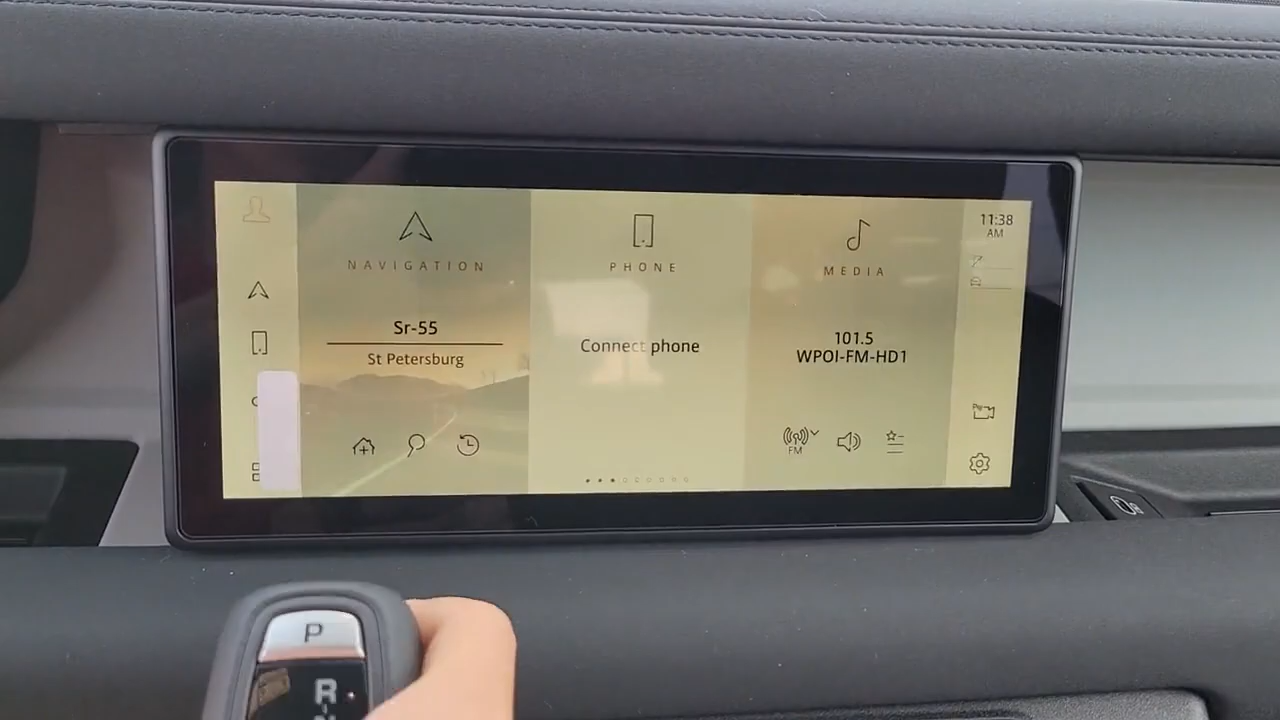 NAVIGATION
Sr-55
St Petersburg
PHONE
Connect phone
MEDIA
101.5
WPOI-FM-HD1
FM
11:38
AM
P
R
N